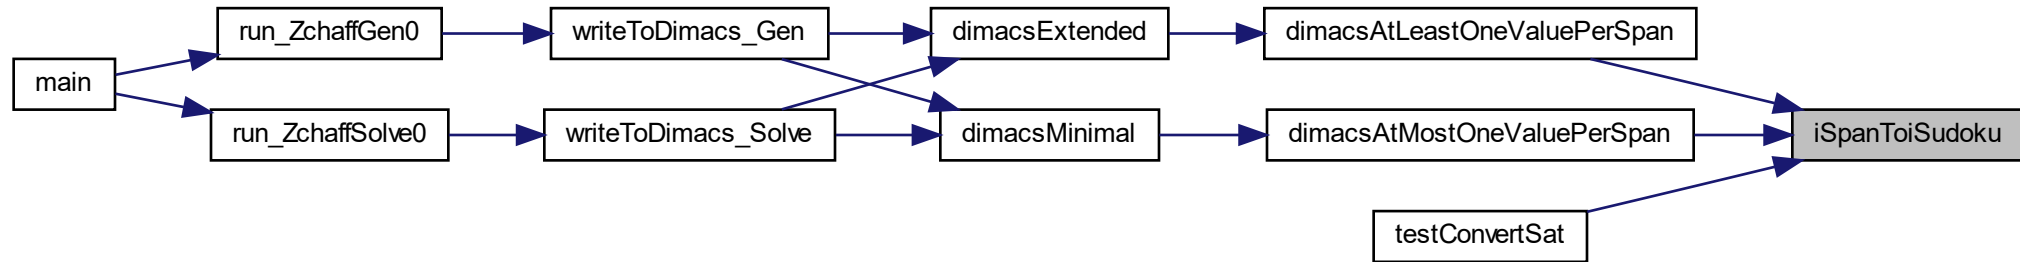 run_ZchaffGen0
writeToDimacs_Gen
dimacsExtended
dimacsAtLeastOneValuePerSpan
main
run_ZchaffSolve0
writeToDimacs_Solve
dimacsMinimal
dimacsAtMostOneValuePerSpan
iSpanToiSudoku
testConvertSat